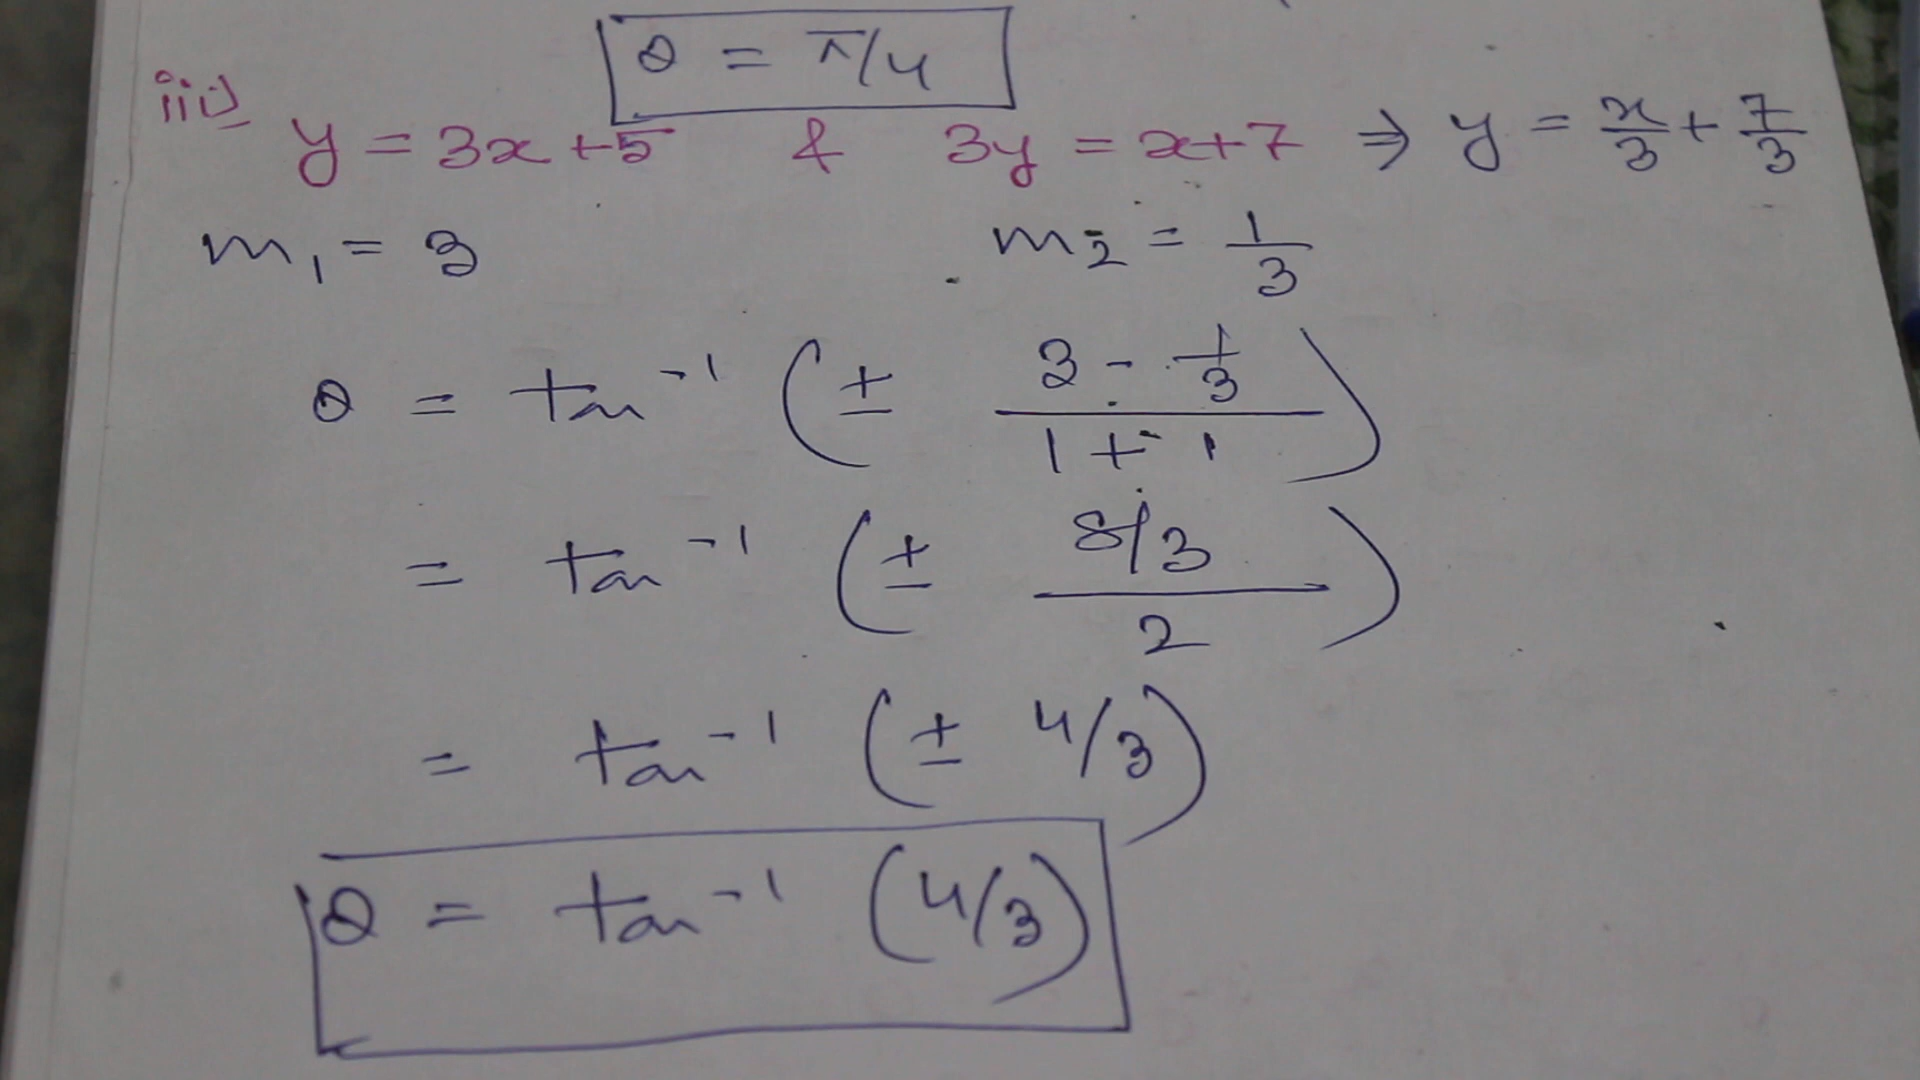 θ = π/4
iii) y = 3x + 5 & 3y = x + 7 ⇒ y = x/3 + 7/3
m₁ = 3 m₂ = 1/3
θ = tan⁻¹ (± (3 - 1/3)/(1 + 1))
= tan⁻¹ (± (8/3)/2)
= tan⁻¹ (± 4/3)
θ = tan⁻¹ (4/3)